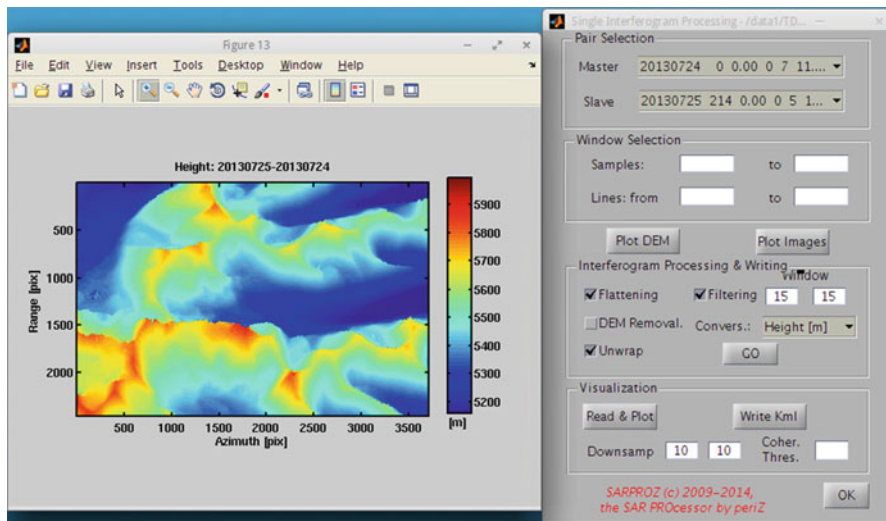 Figure 13
File Edit View Insert Tools Desktop Window Help
Height: 20130725-20130724
Range [pix]
500
1000
1500
2000
500 1000 1500 2000 2500 3000 3500
Azimuth [pix]
5900
5800
5700
5600
5500
5400
5300
5200
[m]
Single Interferogram Processing - /data1/TD...
Pair Selection
Master 20130724 0 0.00 0 7 11....
Slave 20130725 214 0.00 0 5 1...
Window Selection
Samples: to
Lines: from to
Plot DEM Plot Images
Interferogram Processing & Writing
Window
Flattening Filtering 15 15
DEM Removal. Convers.: Height [m]
Unwrap GO
Visualization
Read & Plot Write Kml
Downsamp 10 10 Coher. Thres.
SARPROZ (c) 2009-2014,
the SAR PROcessor by periZ
OK